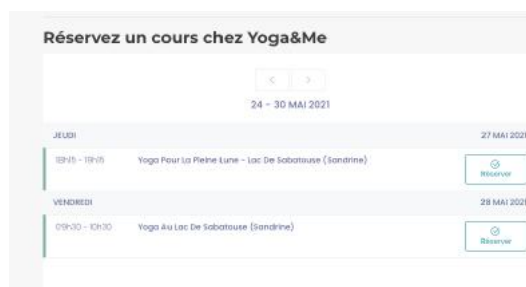 Réservez un cours chez Yoga&Me
24 - 30 MAI 2021
JEUDI 27 MAI 2021
18h15 - 19h15 Yoga Pour La Pleine Lune - Lac De Sabatouse (Sandrine) Réserver
VENDREDI 28 MAI 2021
09h30 - 10h30 Yoga Au Lac De Sabatouse (Sandrine) Réserver